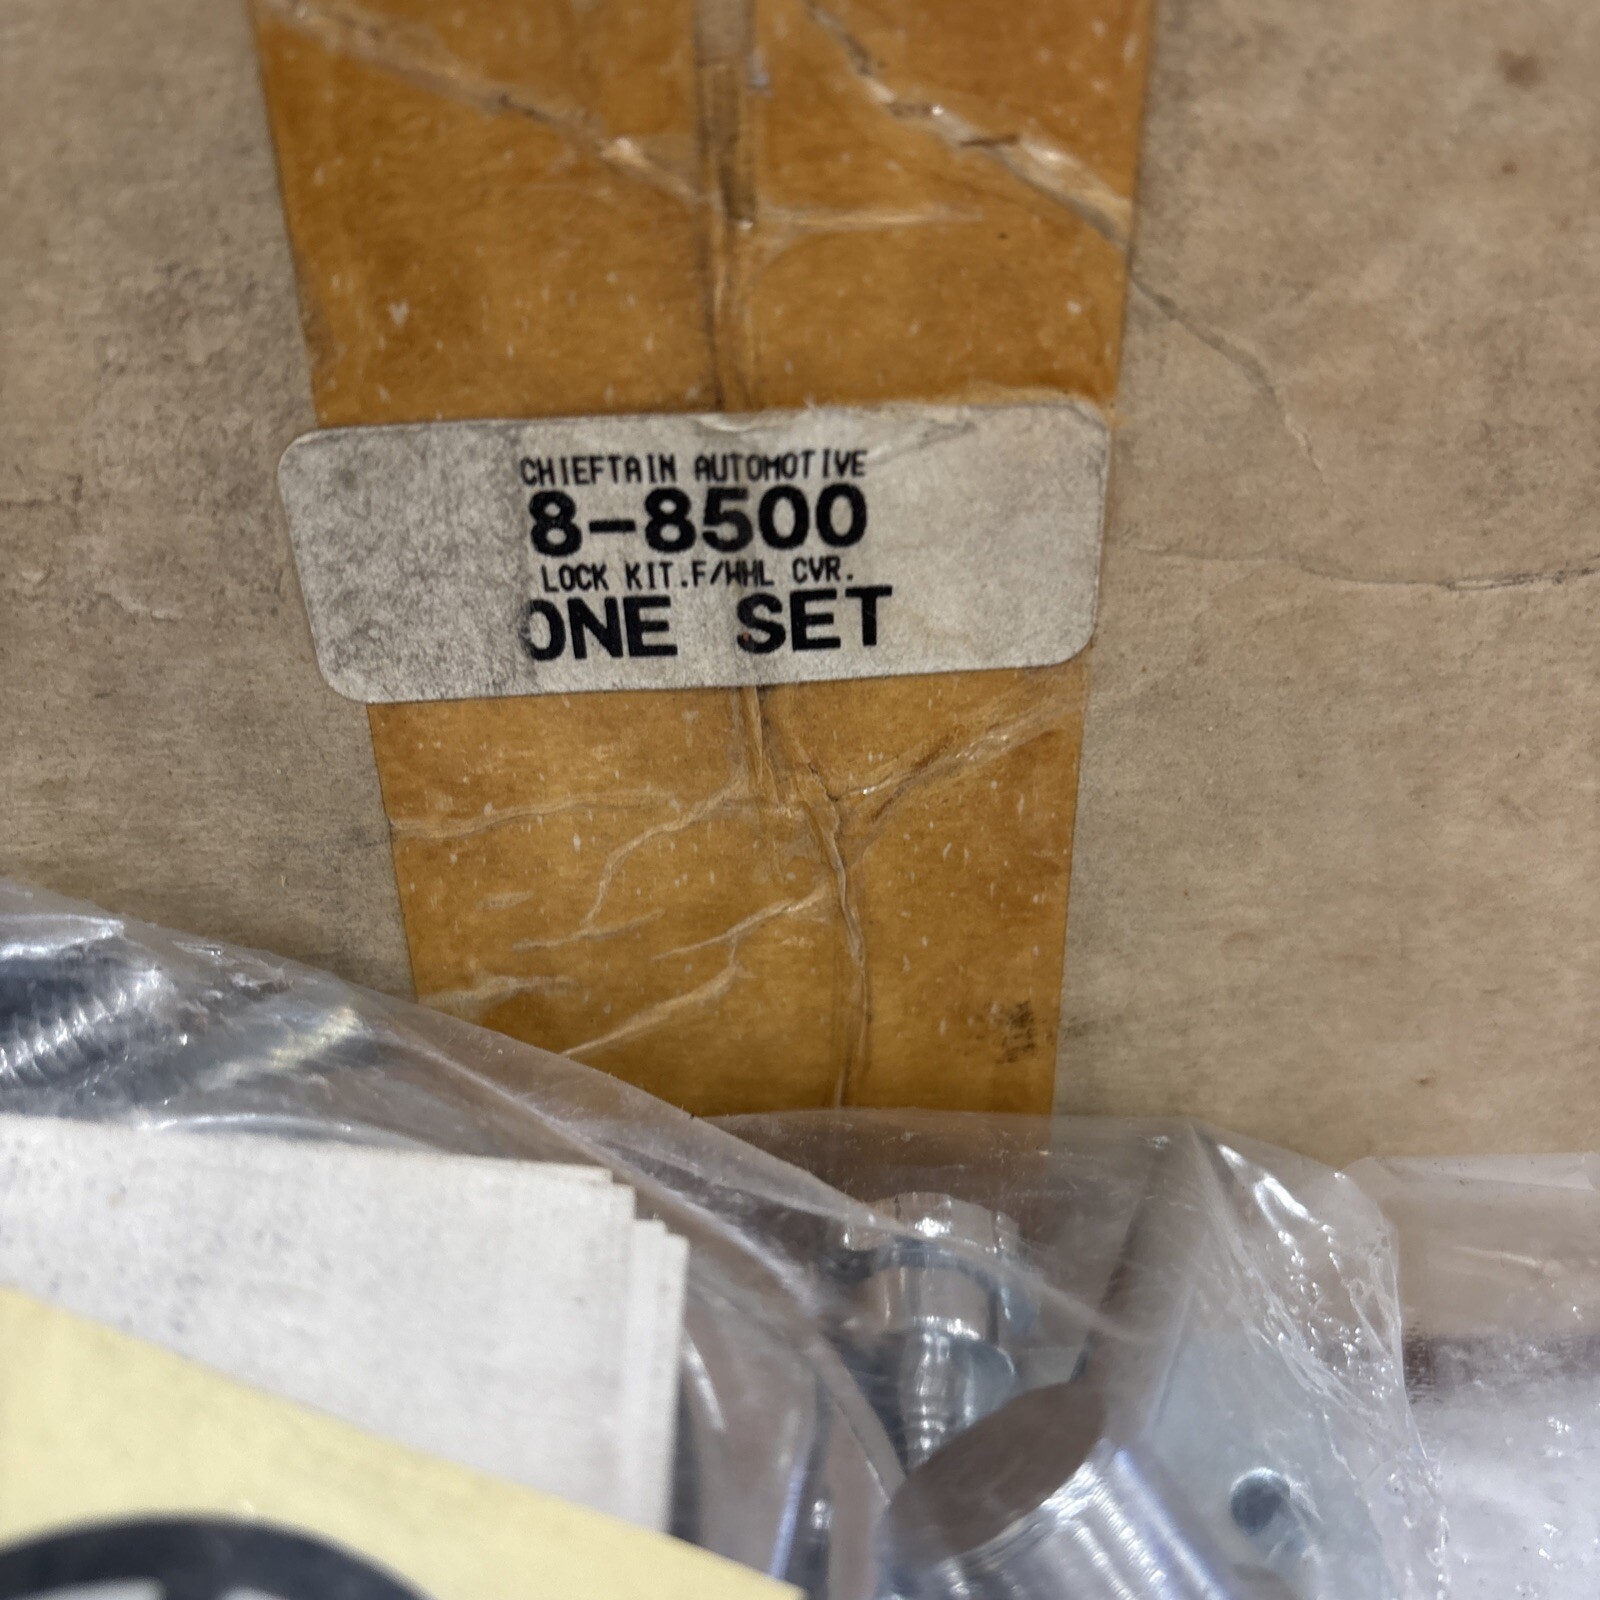 CHIEFTAIN AUTOMOTIVE
8-8500
LOCK KIT.F/WHL CVR.
ONE SET